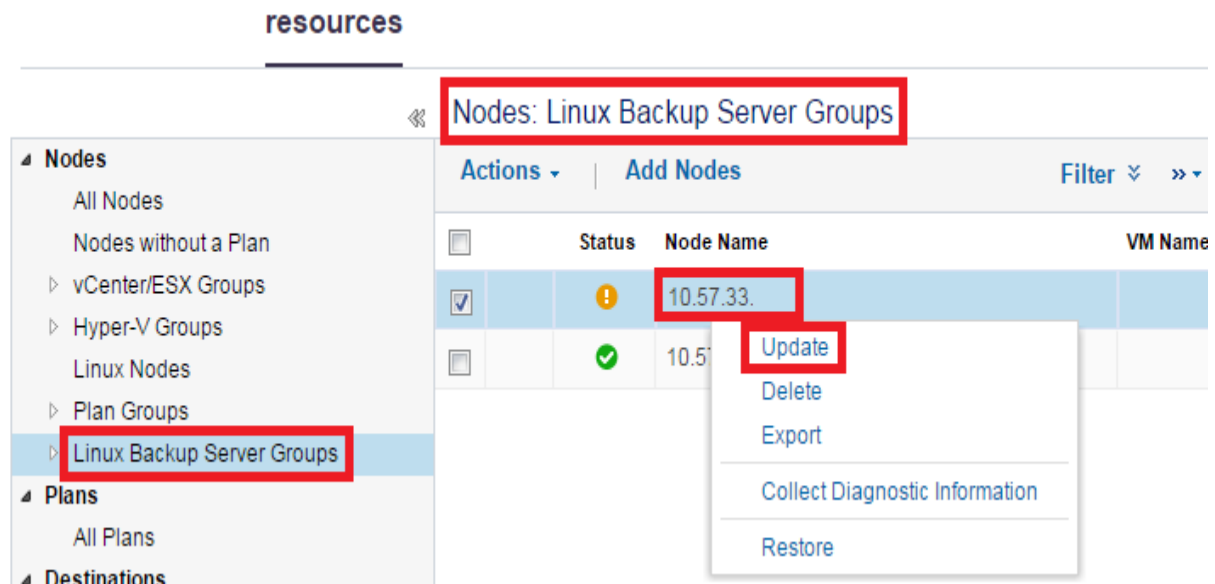 resources
Nodes: Linux Backup Server Groups
Nodes
All Nodes
Nodes without a Plan
vCenter/ESX Groups
Hyper-V Groups
Linux Nodes
Plan Groups
Linux Backup Server Groups
Plans
All Plans
Destinations
Actions Add Nodes Filter
Status Node Name VM Name
10.57.33.
10.57
Update
Delete
Export
Collect Diagnostic Information
Restore